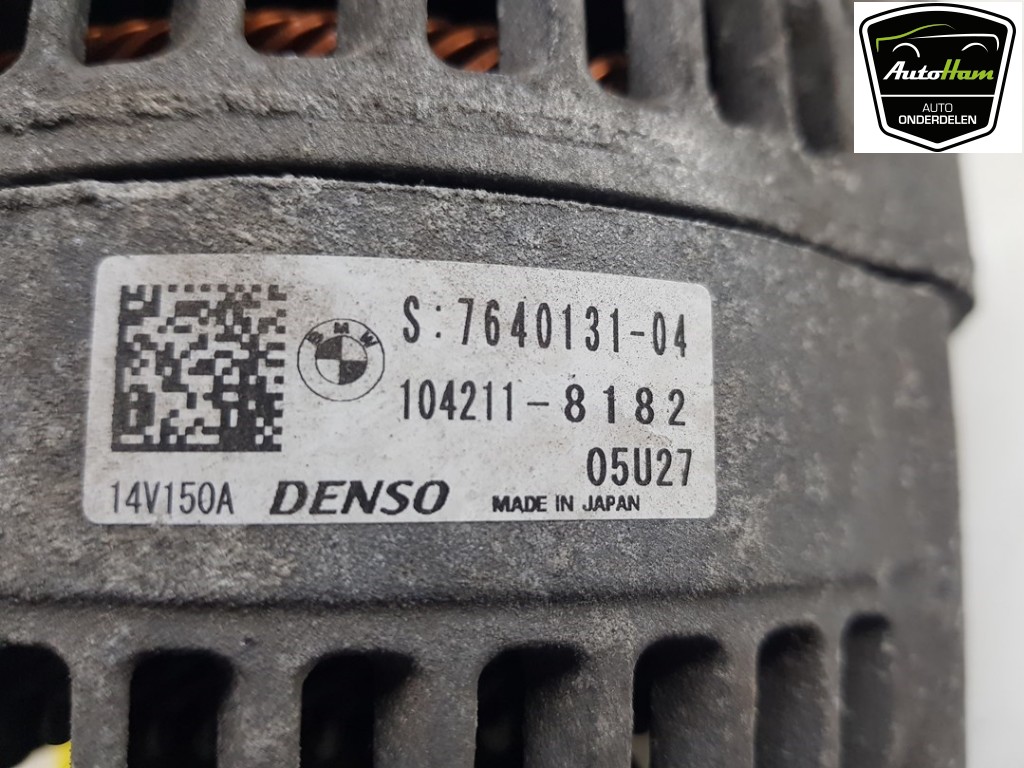 AutoHam
AUTO
ONDERDELEN
BMW
S:7640131-04
104211-8182
05U27
14V150A DENSO MADE IN JAPAN